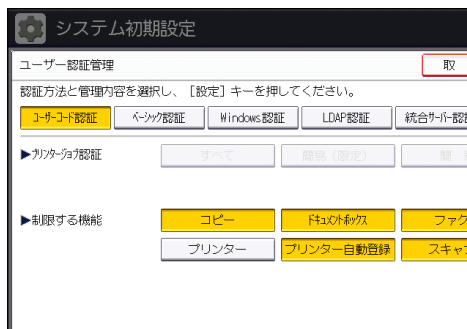 システム初期設定
ユーザー認証管理
取
認証方法と管理内容を選択し、［設定］キーを押してください。
ユーザーコード認証 ベーシック認証 Windows認証 LDAP認証 統合サーバー認
▶プリンタージョブ認証 すべて 簡易（限定） 簡
▶制限する機能 コピー ドキュメントボックス ファク
プリンター プリンター自動登録 スキャ